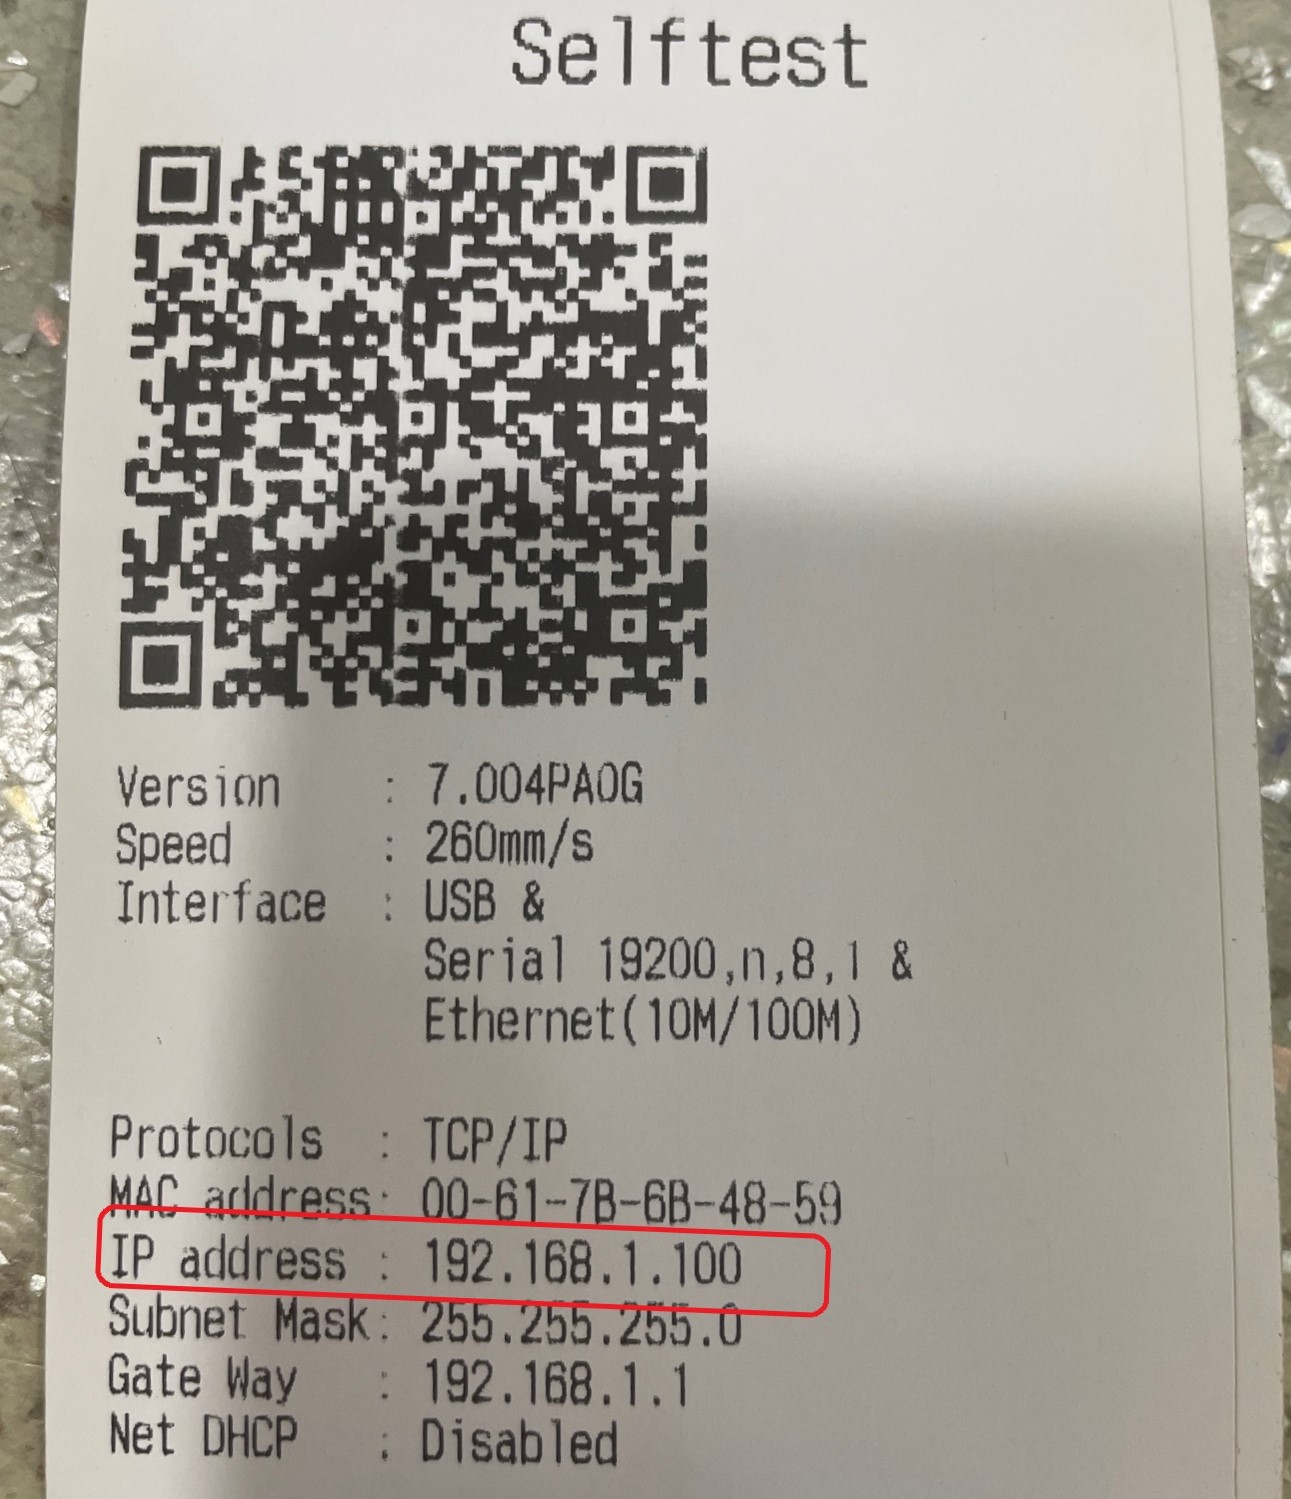 Selftest
Version : 7.004PAOG
Speed : 260mm/s
Interface : USB &
Serial 19200,n,8,1 &
Ethernet(10M/100M)
Protocols : TCP/IP
MAC address: 00-61-7B-6B-48-59
IP address : 192.168.1.100
Subnet Mask: 255.255.255.0
Gate Way : 192.168.1.1
Net DHCP : Disabled